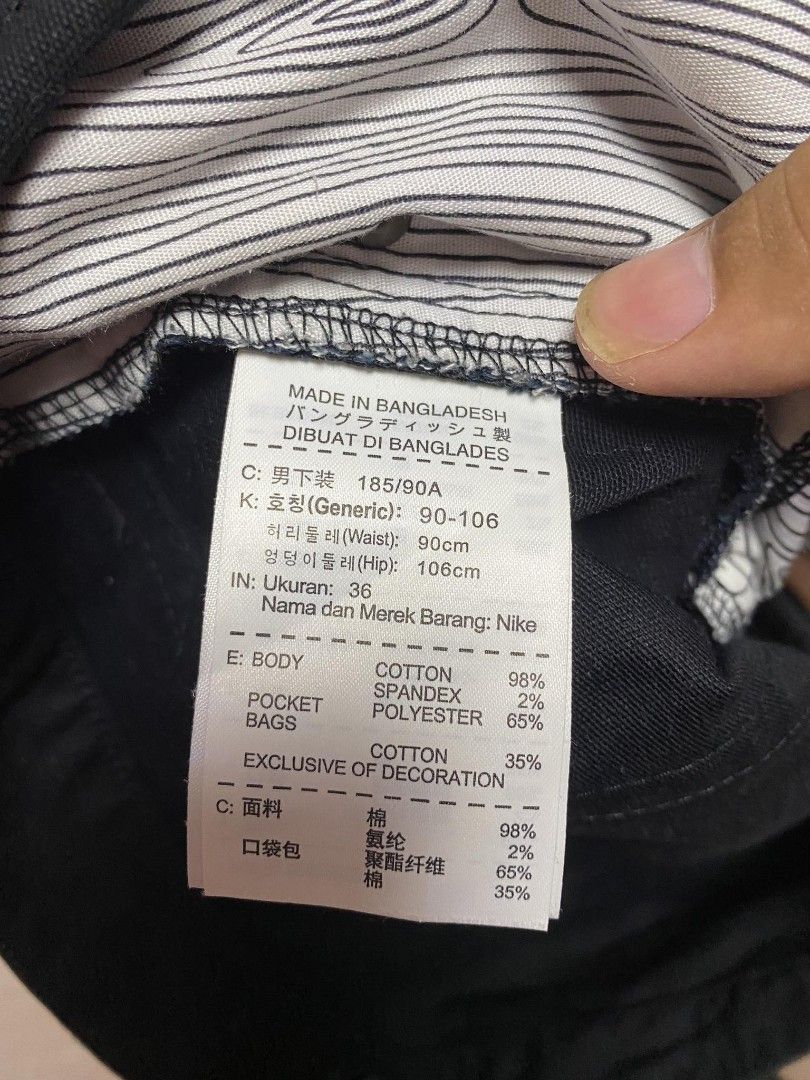 MADE IN BANGLADESH
バングラディッシュ製
DIBUAT DI BANGLADES
C: 男下装 185/90A
K: 호칭(Generic): 90-106
허리둘레(Waist): 90cm
엉덩이둘레(Hip): 106cm
IN: Ukuran: 36
Nama dan Merek Barang: Nike
E: BODY COTTON 98%
SPANDEX 2%
POCKET BAGS POLYESTER 65%
COTTON 35%
EXCLUSIVE OF DECORATION
C: 面料 棉 98%
氨纶 2%
口袋包 聚酯纤维 65%
棉 35%